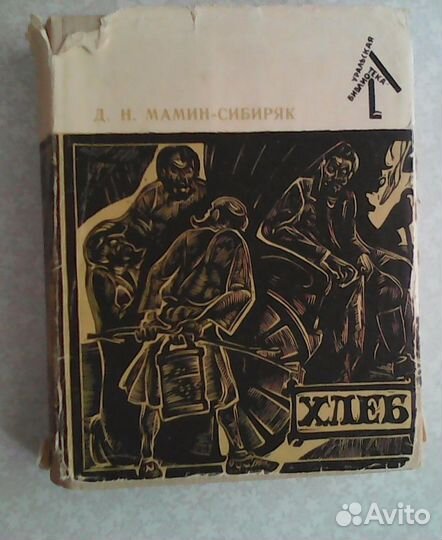 УРАЛЬСКАЯ
БИБЛИОТЕКА
Д. Н. МАМИН-СИБИРЯК
ХЛЕБ
Avito